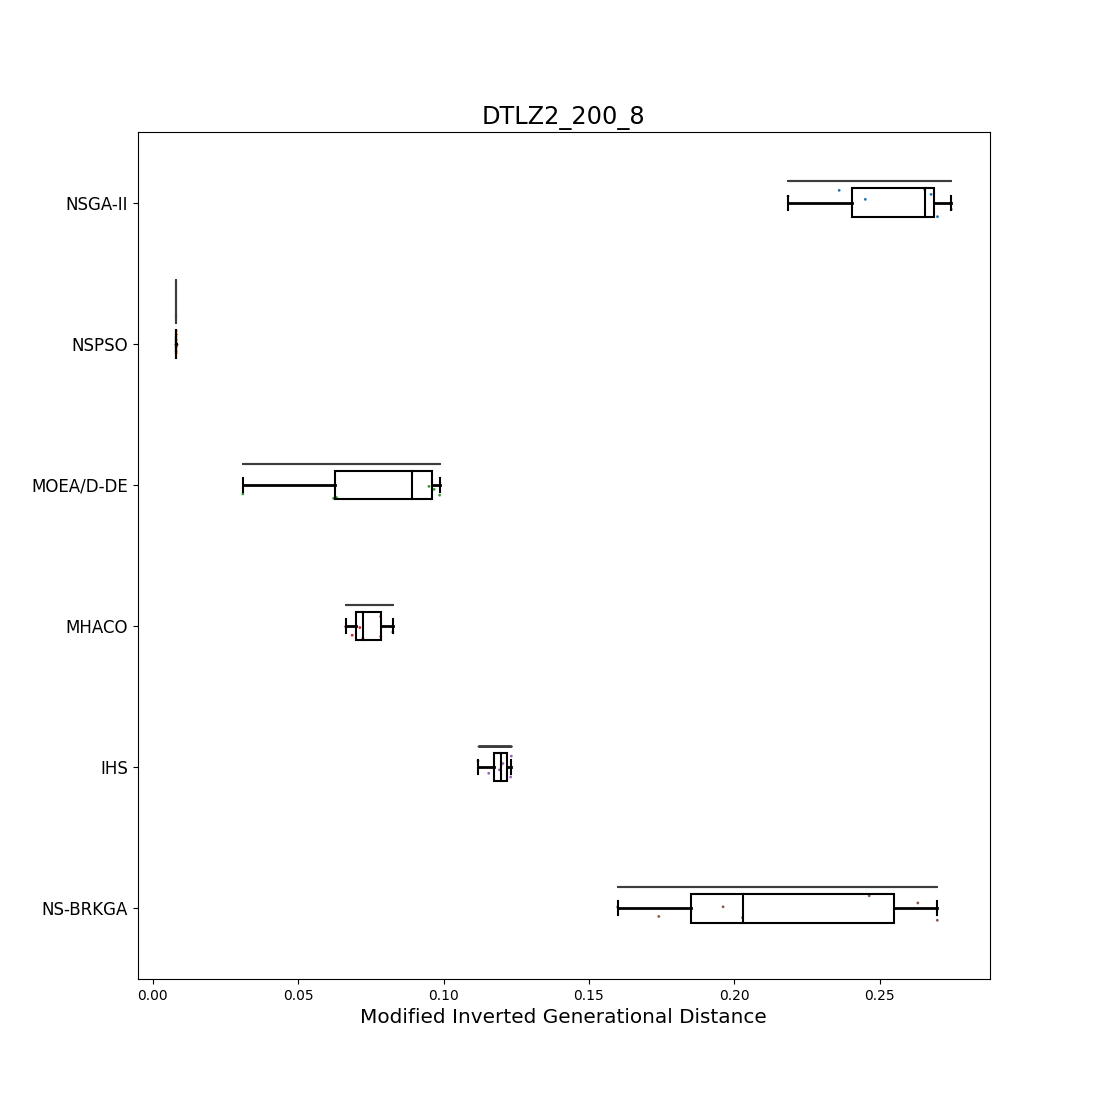 DTLZ2_200_8
NSGA-II
NSPSO
MOEA/D-DE
MHACO
IHS
NS-BRKGA
0.00 0.05 0.10 0.15 0.20 0.25
Modified Inverted Generational Distance